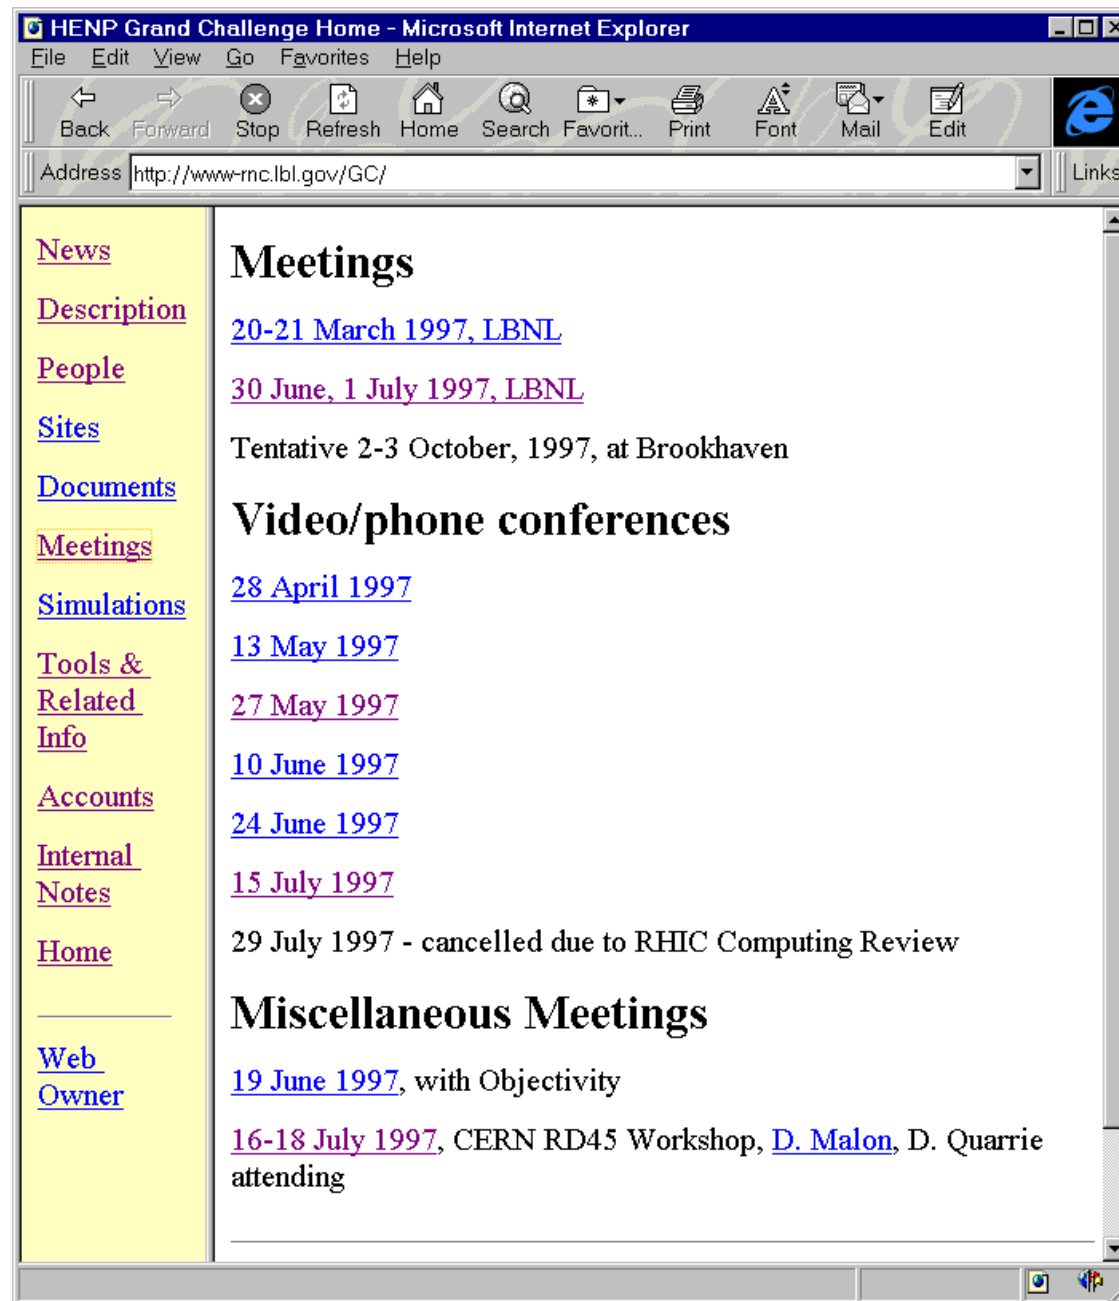 HENP Grand Challenge Home - Microsoft Internet Explorer
File Edit View Go Favorites Help
Back Forward Stop Refresh Home Search Favorit... Print Font Mail Edit
Address http://www-rnc.lbl.gov/GC/ Links
News
Description
People
Sites
Documents
Meetings
Simulations
Tools &
Related
Info
Accounts
Internal
Notes
Home
Web
Owner
Meetings
20-21 March 1997, LBNL
30 June, 1 July 1997, LBNL
Tentative 2-3 October, 1997, at Brookhaven
Video/phone conferences
28 April 1997
13 May 1997
27 May 1997
10 June 1997
24 June 1997
15 July 1997
29 July 1997 - cancelled due to RHIC Computing Review
Miscellaneous Meetings
19 June 1997, with Objectivity
16-18 July 1997, CERN RD45 Workshop, D. Malon, D. Quarrie
attending